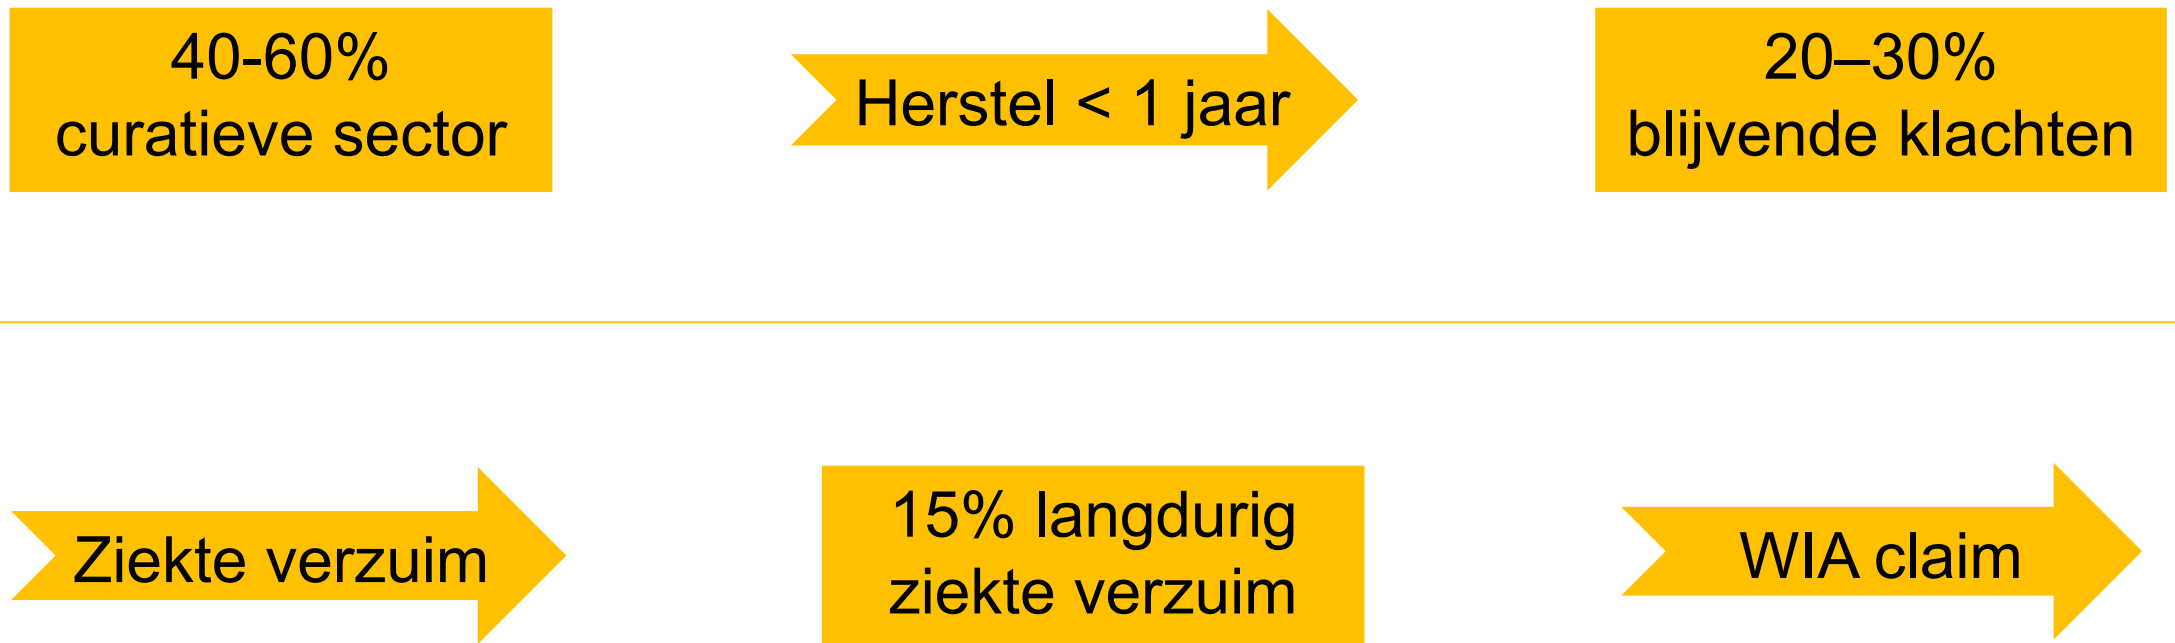 40-60%
curatieve sector
Herstel < 1 jaar
20–30%
blijvende klachten
Ziekte verzuim
15% langdurig
ziekte verzuim
WIA claim